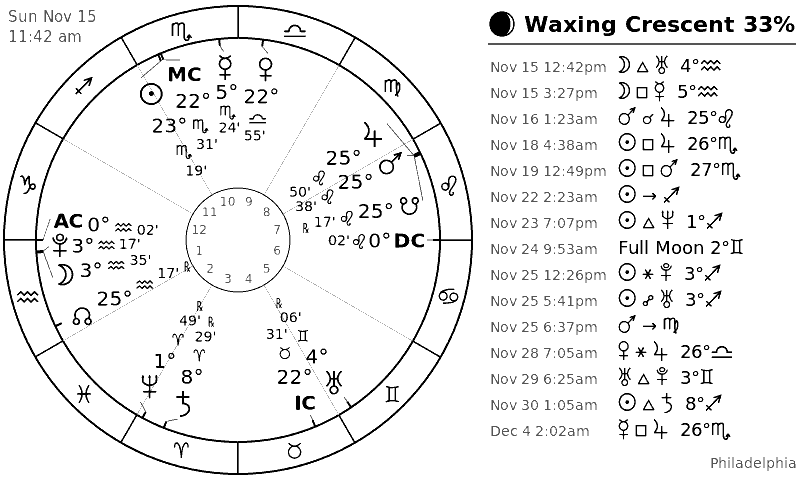 Sun Nov 15
11:42 am
Waxing Crescent 33%
♏ ♎
♐ ♍
♑ ♌
♒ ♋
♓ ♊
♈ ♉
MC ☿ ♀
☉ 22° 5° 22°
23° ♏ 31' ♏ 24' ♎ 55'
♏ 19'
♃ 25° ♌ 50'
♂ 25° ♌ 38'
☋ 25° ♌ 17' ℞
AC 0° ♒ 02'
♇ 3° ♒ 17'
☽ 3° ♒ 35'
☊ 25° ♒ 17' ℞
02' ♌ 0° DC
10 9
11 8
12 7
1 6
2 5
3 4
♆ 1° ♈ 49' ℞
♄ 8° ♈ 29' ℞
IC 22° ♉ 31'
♅ 4° ♊ 06' ℞
Nov 15 12:42pm ☽ △ ♅ 4°♒
Nov 15 3:27pm ☽ □ ☿ 5°♒
Nov 16 1:23am ♂ ☌ ♃ 25°♌
Nov 18 4:38am ☉ □ ♃ 26°♏
Nov 19 12:49pm ☉ □ ♂ 27°♏
Nov 22 2:23am ☉ → ♐
Nov 23 7:07pm ☉ △ ♆ 1°♐
Nov 24 9:53am Full Moon 2°♊
Nov 25 12:26pm ☉ ⚹ ♇ 3°♐
Nov 25 5:41pm ☉ ☍ ♅ 3°♐
Nov 25 6:37pm ♂ → ♍
Nov 28 7:05am ♀ ⚹ ♃ 26°♎
Nov 29 6:25am ♅ △ ♇ 3°♊
Nov 30 1:05am ☉ △ ♄ 8°♐
Dec 4 2:02am ☿ □ ♃ 26°♏
Philadelphia